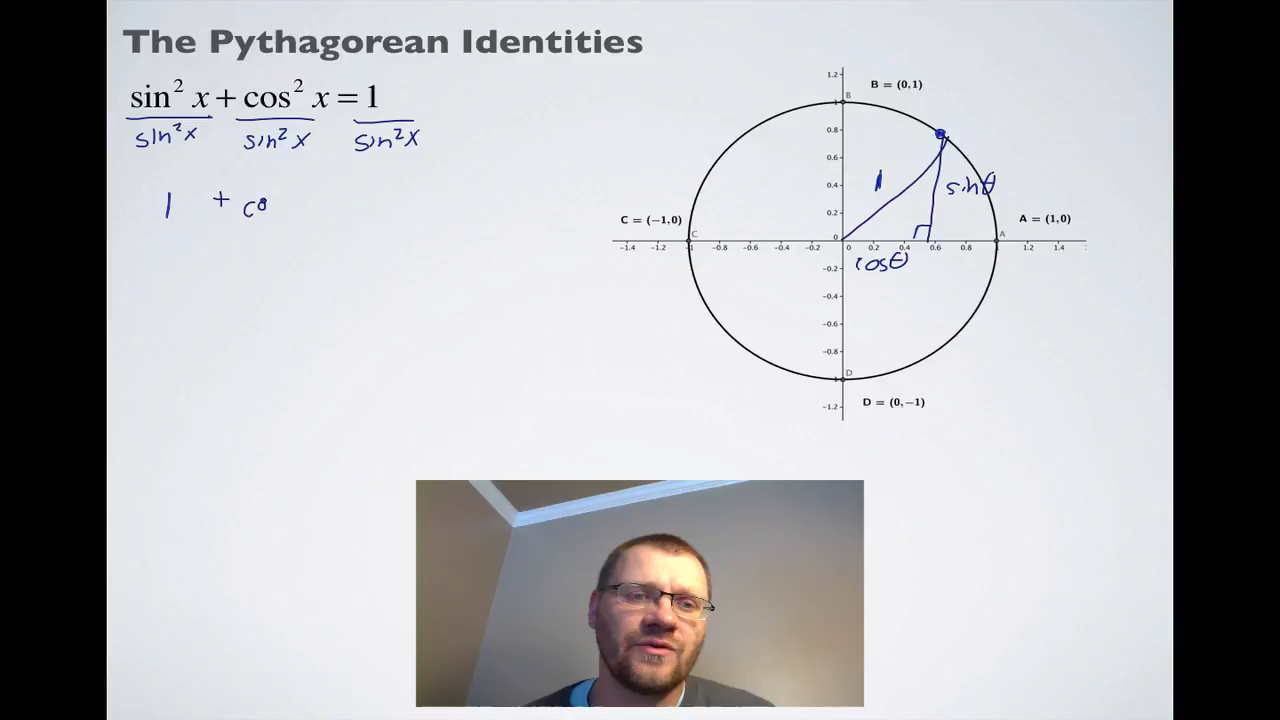 The Pythagorean Identities
sin² x + cos² x = 1
sin²x sin²x sin²x
1 + co
1.2
B = (0,1)
B
1
0.8
0.6
0.4
0.2
0
1
sinθ
cosθ
C = (−1,0)
C
A = (1,0)
A
−1.4 −1.2 −1 −0.8 −0.6 −0.4 −0.2 0 0.2 0.4 0.6 0.8 1 1.2 1.4
−0.2
−0.4
−0.6
−0.8
D
−1
D = (0,−1)
−1.2